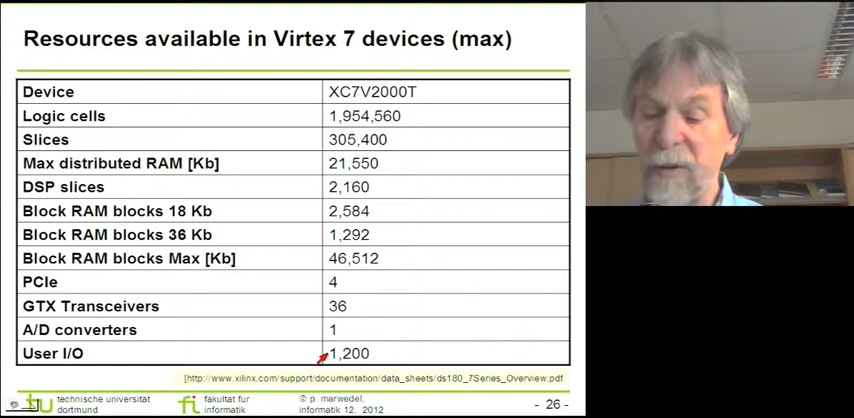 Resources available in Virtex 7 devices (max)
Device XC7V2000T
Logic cells 1,954,560
Slices 305,400
Max distributed RAM [Kb] 21,550
DSP slices 2,160
Block RAM blocks 18 Kb 2,584
Block RAM blocks 36 Kb 1,292
Block RAM blocks Max [Kb] 46,512
PCIe 4
GTX Transceivers 36
A/D converters 1
User I/O 1,200
[http://www.xilinx.com/support/documentation/data_sheets/ds180_7Series_Overview.pdf
technische universität
dortmund
fakultät für
informatik
© p. marwedel,
informatik 12. 2012
- 26 -